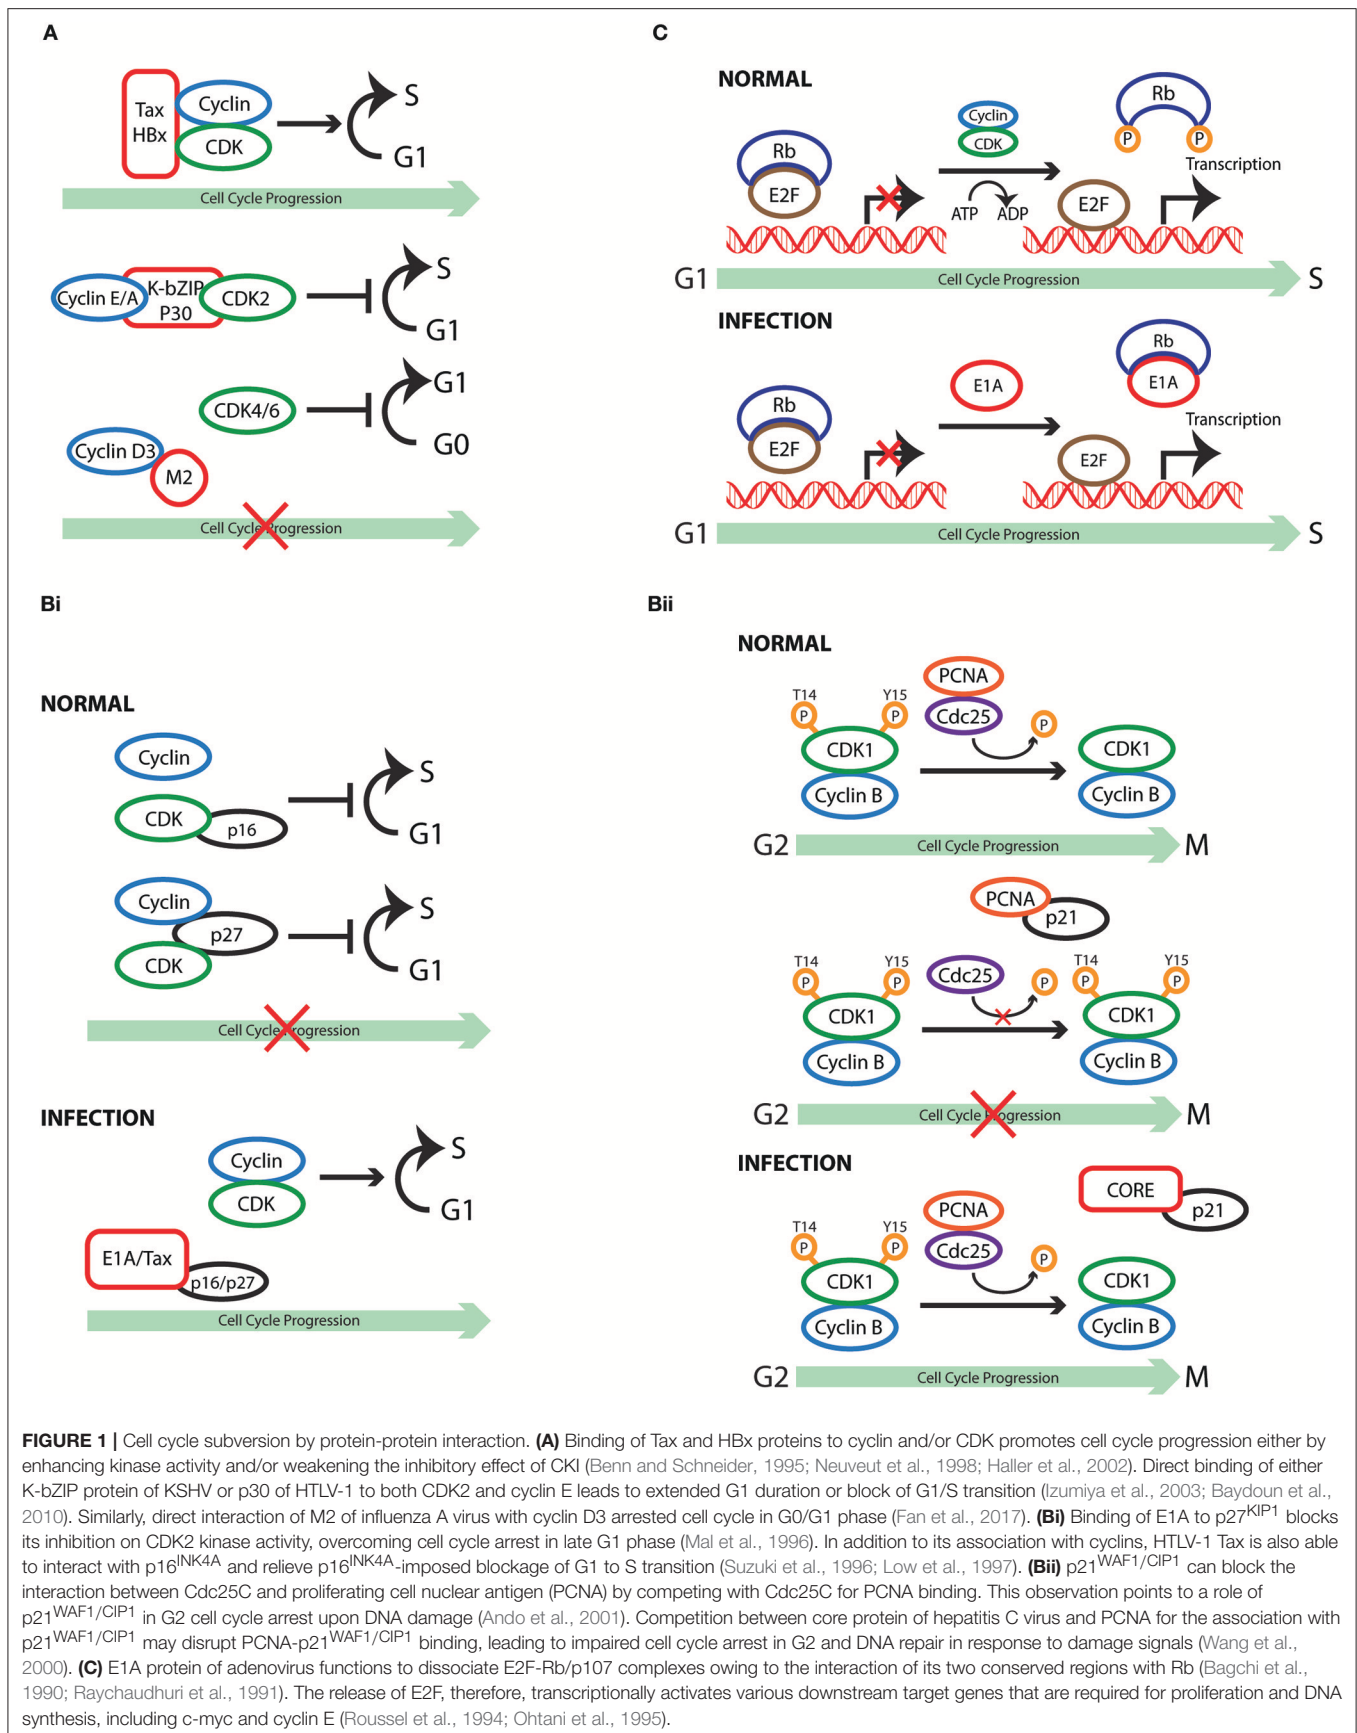 A
Tax
HBx
Cyclin
CDK
S
G1
Cell Cycle Progression
Cyclin E/A
K-bZIP
P30
CDK2
S
G1
CDK4/6
G1
G0
Cyclin D3
M2
Cell Cycle Progression
C
NORMAL
Rb
E2F
Cyclin
CDK
ATP
ADP
Rb
P
P
Transcription
E2F
G1
Cell Cycle Progression
S
INFECTION
Rb
E2F
E1A
Rb
E1A
Transcription
E2F
G1
Cell Cycle Progression
S
Bi
NORMAL
Cyclin
CDK
p16
S
G1
Cyclin
p27
CDK
S
G1
Cell Cycle Progression
INFECTION
Cyclin
CDK
S
G1
E1A/Tax
p16/p27
Cell Cycle Progression
Bii
NORMAL
T14
Y15
P
P
CDK1
Cyclin B
PCNA
Cdc25
P
CDK1
Cyclin B
G2
Cell Cycle Progression
M
PCNA
p21
T14
Y15
P
P
CDK1
Cyclin B
Cdc25
P
T14
Y15
P
P
CDK1
Cyclin B
G2
Cell Cycle Progression
M
INFECTION
CORE
p21
T14
Y15
P
P
CDK1
Cyclin B
PCNA
Cdc25
P
CDK1
Cyclin B
G2
Cell Cycle Progression
M
FIGURE 1 | Cell cycle subversion by protein-protein interaction. (A) Binding of Tax and HBx proteins to cyclin and/or CDK promotes cell cycle progression either by
enhancing kinase activity and/or weakening the inhibitory effect of CKI (Benn and Schneider, 1995; Neuveut et al., 1998; Haller et al., 2002). Direct binding of either
K-bZIP protein of KSHV or p30 of HTLV-1 to both CDK2 and cyclin E leads to extended G1 duration or block of G1/S transition (Izumiya et al., 2003; Baydoun et al.,
2010). Similarly, direct interaction of M2 of influenza A virus with cyclin D3 arrested cell cycle in G0/G1 phase (Fan et al., 2017). (Bi) Binding of E1A to p27KIP1 blocks
its inhibition on CDK2 kinase activity, overcoming cell cycle arrest in late G1 phase (Mal et al., 1996). In addition to its association with cyclins, HTLV-1 Tax is also able
to interact with p16INK4A and relieve p16INK4A-imposed blockage of G1 to S transition (Suzuki et al., 1996; Low et al., 1997). (Bii) p21WAF1/CIP1 can block the
interaction between Cdc25C and proliferating cell nuclear antigen (PCNA) by competing with Cdc25C for PCNA binding. This observation points to a role of
p21WAF1/CIP1 in G2 cell cycle arrest upon DNA damage (Ando et al., 2001). Competition between core protein of hepatitis C virus and PCNA for the association with
p21WAF1/CIP1 may disrupt PCNA-p21WAF1/CIP1 binding, leading to impaired cell cycle arrest in G2 and DNA repair in response to damage signals (Wang et al.,
2000). (C) E1A protein of adenovirus functions to dissociate E2F-Rb/p107 complexes owing to the interaction of its two conserved regions with Rb (Bagchi et al.,
1990; Raychaudhuri et al., 1991). The release of E2F, therefore, transcriptionally activates various downstream target genes that are required for proliferation and DNA
synthesis, including c-myc and cyclin E (Roussel et al., 1994; Ohtani et al., 1995).